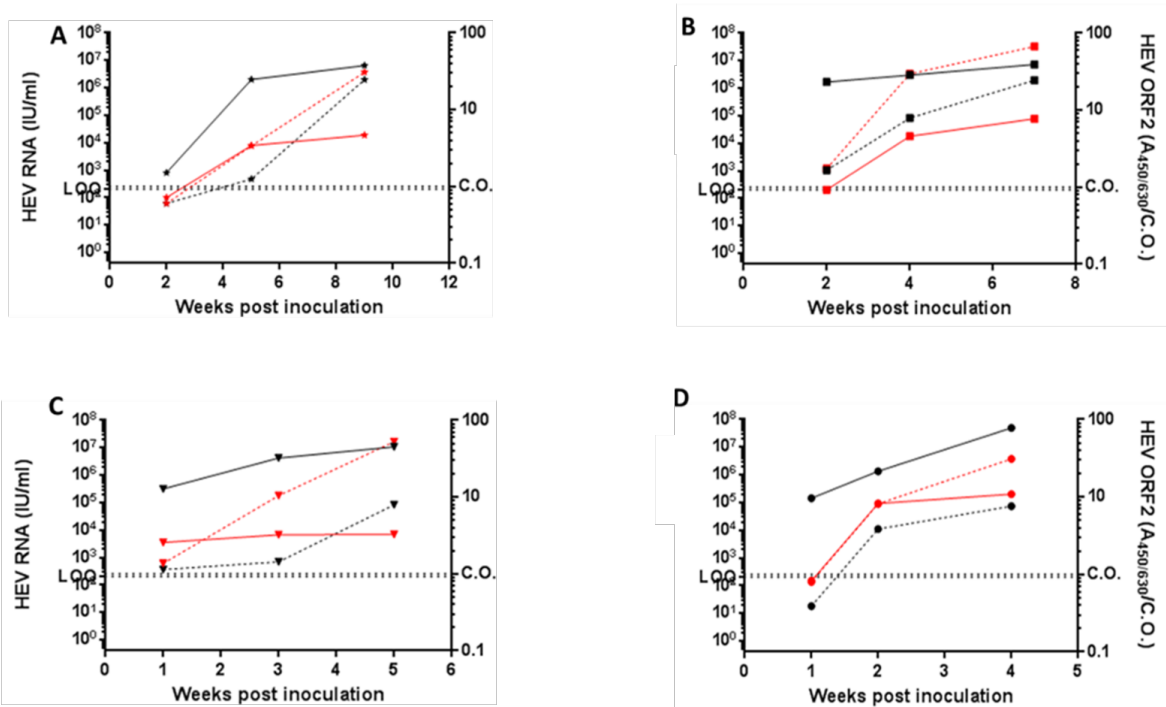 A
HEV RNA (IU/ml)
10⁸
10⁷
10⁶
10⁵
10⁴
10³
LOQ
10²
10¹
10⁰
100
10
C.O.
0.1
0 2 4 6 8 10 12
Weeks post inoculation
B
10⁸
10⁷
10⁶
10⁵
10⁴
10³
LOQ
10²
10¹
10⁰
100
10
C.O.
0.1
HEV ORF2 (A450/630/C.O.)
0 2 4 6 8
Weeks post inoculation
C
HEV RNA (IU/ml)
10⁸
10⁷
10⁶
10⁵
10⁴
10³
LOQ
10²
10¹
10⁰
100
10
C.O.
0.1
0 1 2 3 4 5 6
Weeks post inoculation
D
10⁸
10⁷
10⁶
10⁵
10⁴
10³
LOQ
10²
10¹
10⁰
100
10
C.O.
0.1
HEV ORF2 (A450/630/C.O.)
0 1 2 3 4 5
Weeks post inoculation